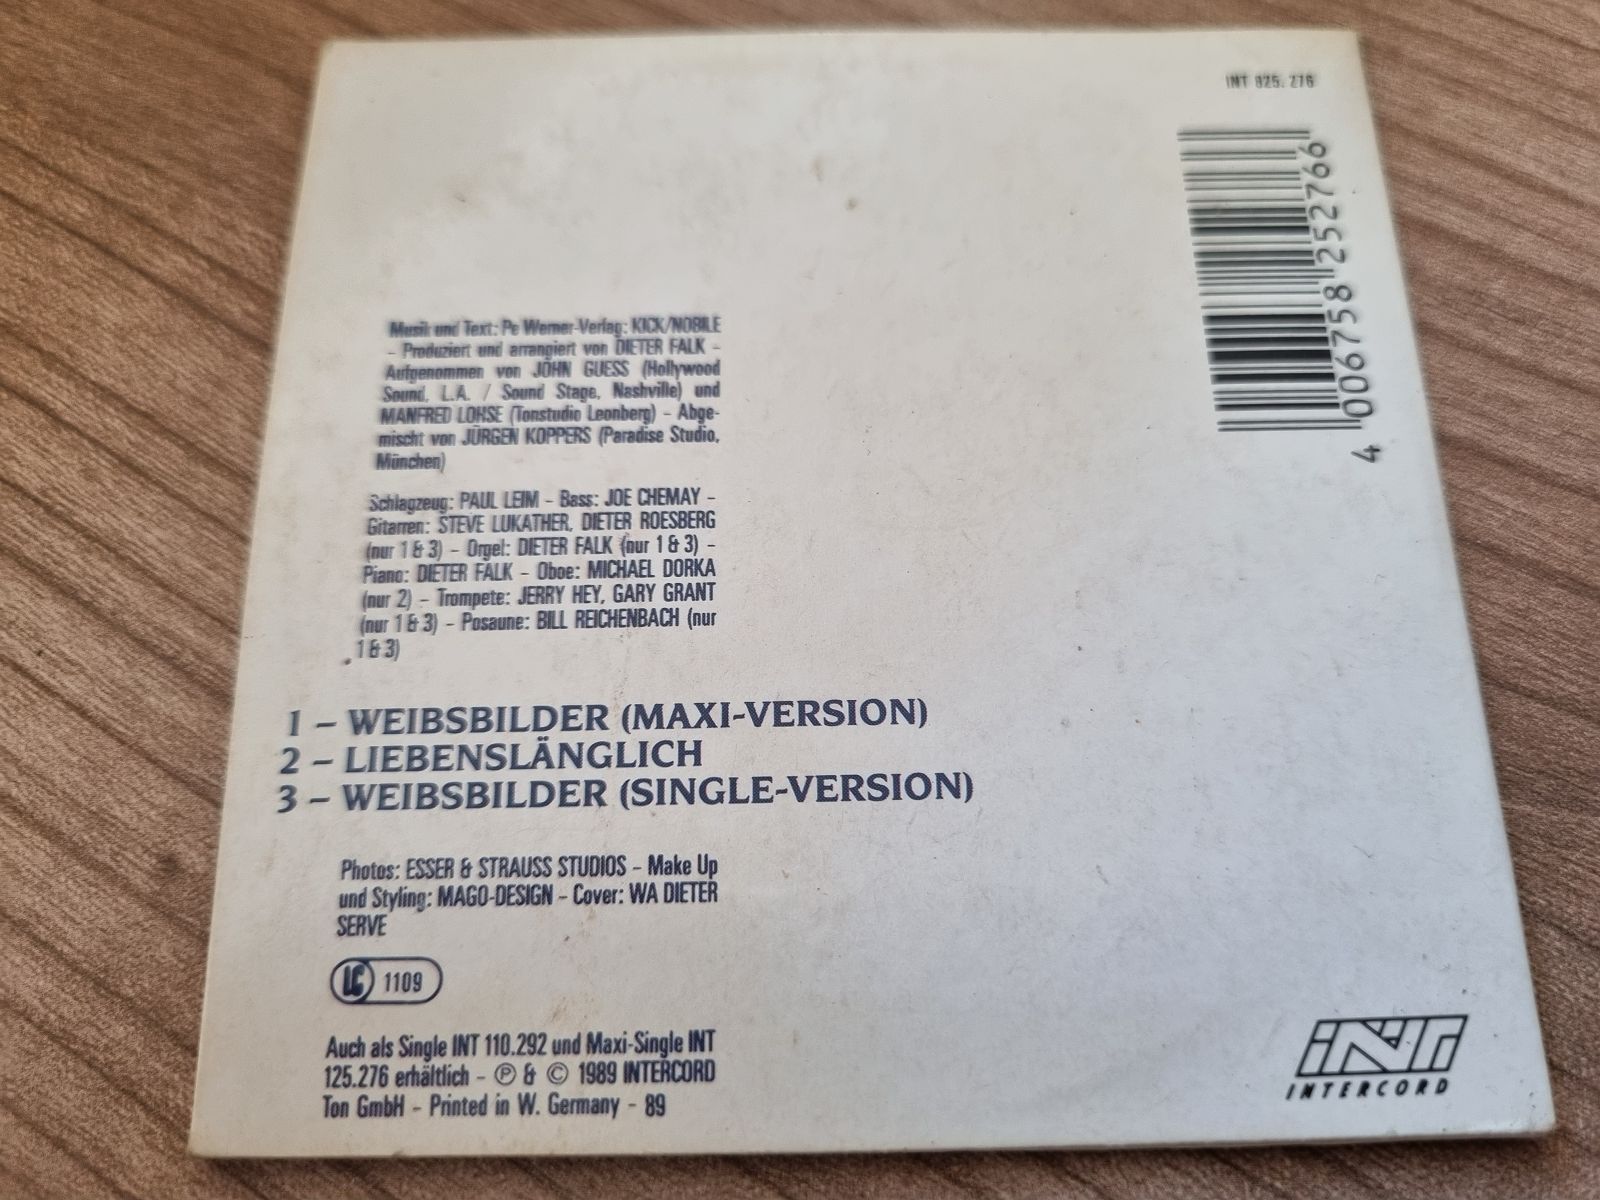 INT 825.276
4 006758 252766
Musik und Text: Pe Werner-Verlag: KICK/NOBILE
– Produziert und arrangiert von DIETER FALK –
Aufgenommen von JOHN GUESS (Hollywood
Sound, L.A. / Sound Stage, Nashville) und
MANFRED LOHSE (Tonstudio Leonberg) – Abge-
mischt von JÜRGEN KOPPERS (Paradise Studio,
München)
Schlagzeug: PAUL LEIM – Bass: JOE CHEMAY –
Gitarren: STEVE LUKATHER, DIETER ROESBERG
(nur 1 & 3) – Orgel: DIETER FALK (nur 1 & 3) –
Piano: DIETER FALK – Oboe: MICHAEL DORKA
(nur 2) – Trompete: JERRY HEY, GARY GRANT
(nur 1 & 3) – Posaune: BILL REICHENBACH (nur
1 & 3)
1 – WEIBSBILDER (MAXI-VERSION)
2 – LIEBENSLÄNGLICH
3 – WEIBSBILDER (SINGLE-VERSION)
Photos: ESSER & STRAUSS STUDIOS – Make Up
und Styling: MAGO-DESIGN – Cover: WA DIETER
SERVE
LC 1109
Auch als Single INT 110.292 und Maxi-Single INT
125.276 erhältlich – Ⓟ & © 1989 INTERCORD
Ton GmbH – Printed in W. Germany – 89
INT
INTERCORD